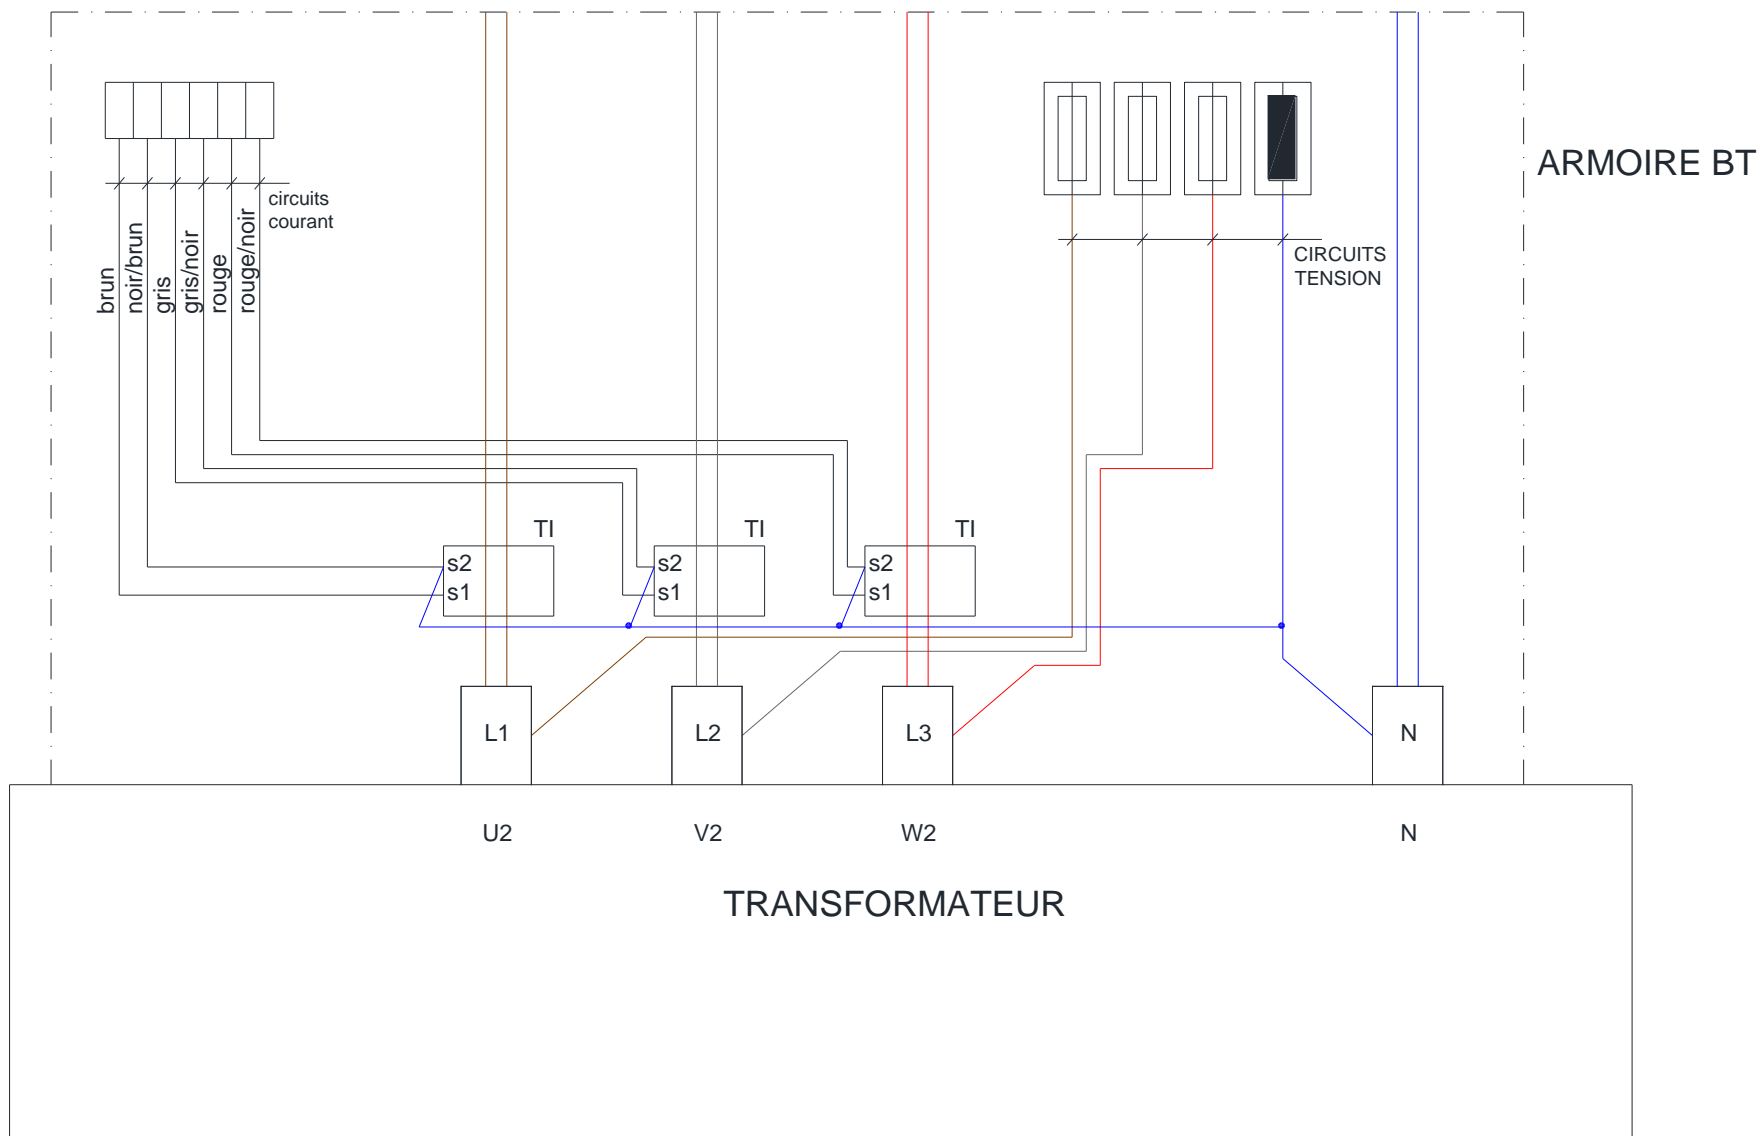 ARMOIRE BT
circuits
courant
brun
noir/brun
gris
gris/noir
rouge
rouge/noir
CIRCUITS
TENSION
TI
TI
TI
s2
s2
s2
s1
s1
s1
L1
L2
L3
N
U2
V2
W2
N
TRANSFORMATEUR